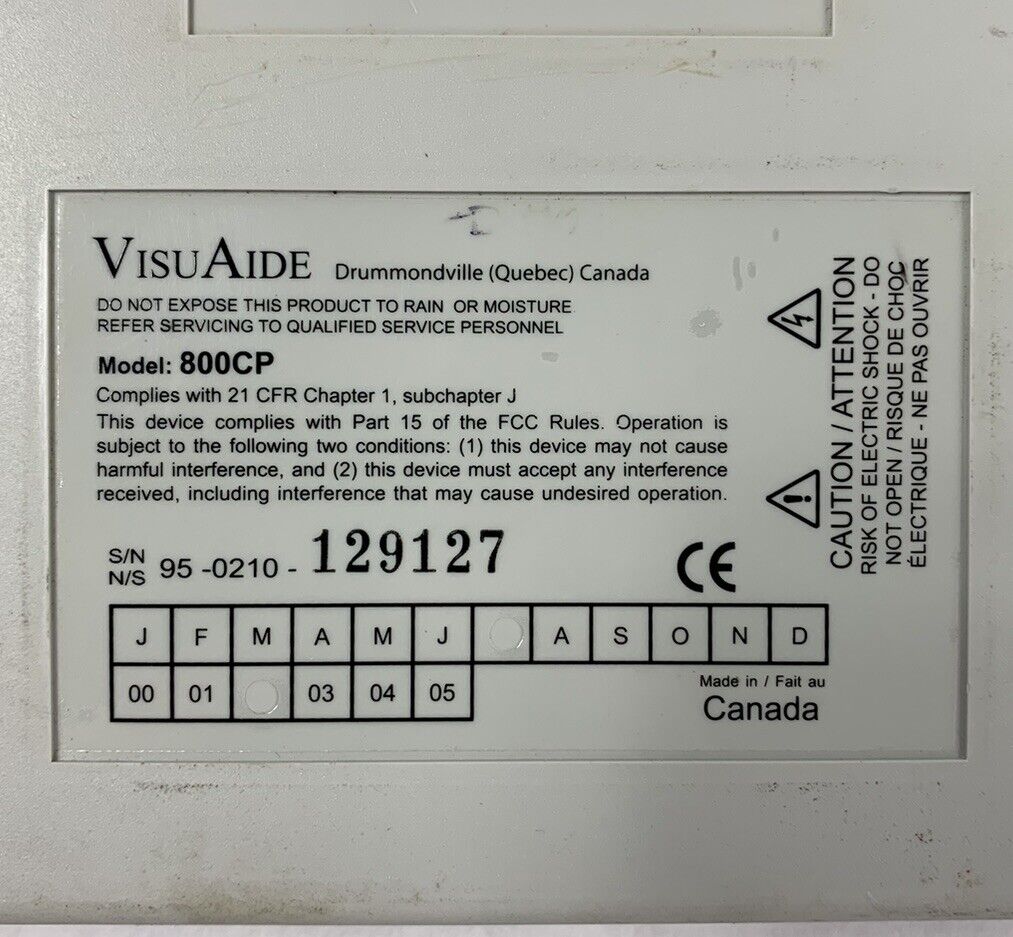 VISUAIDE Drummondville (Quebec) Canada
DO NOT EXPOSE THIS PRODUCT TO RAIN OR MOISTURE
REFER SERVICING TO QUALIFIED SERVICE PERSONNEL
Model: 800CP
Complies with 21 CFR Chapter 1, subchapter J
This device complies with Part 15 of the FCC Rules. Operation is
subject to the following two conditions: (1) this device may not cause
harmful interference, and (2) this device must accept any interference
received, including interference that may cause undesired operation.
S/N
N/S 95 -0210 - 129127
CE
J F M A M J A S O N D
00 01 03 04 05
Made in / Fait au
Canada
CAUTION / ATTENTION
RISK OF ELECTRIC SHOCK - DO
NOT OPEN / RISQUE DE CHOC
ÉLECTRIQUE - NE PAS OUVRIR